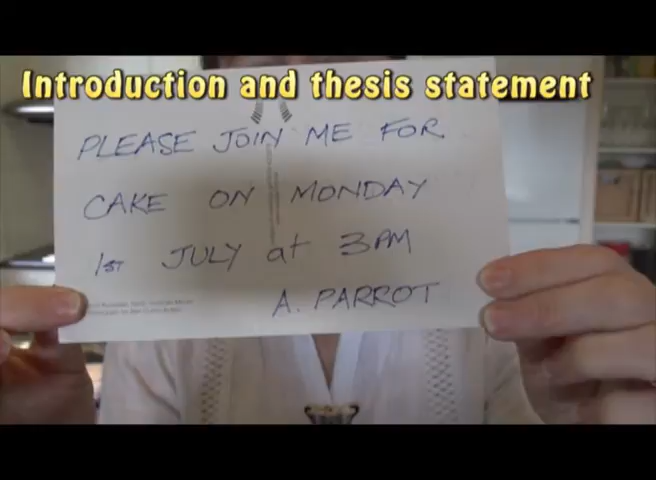 Introduction and thesis statement
PLEASE JOIN ME FOR
CAKE ON MONDAY
1ST JULY at 3PM
A. PARROT